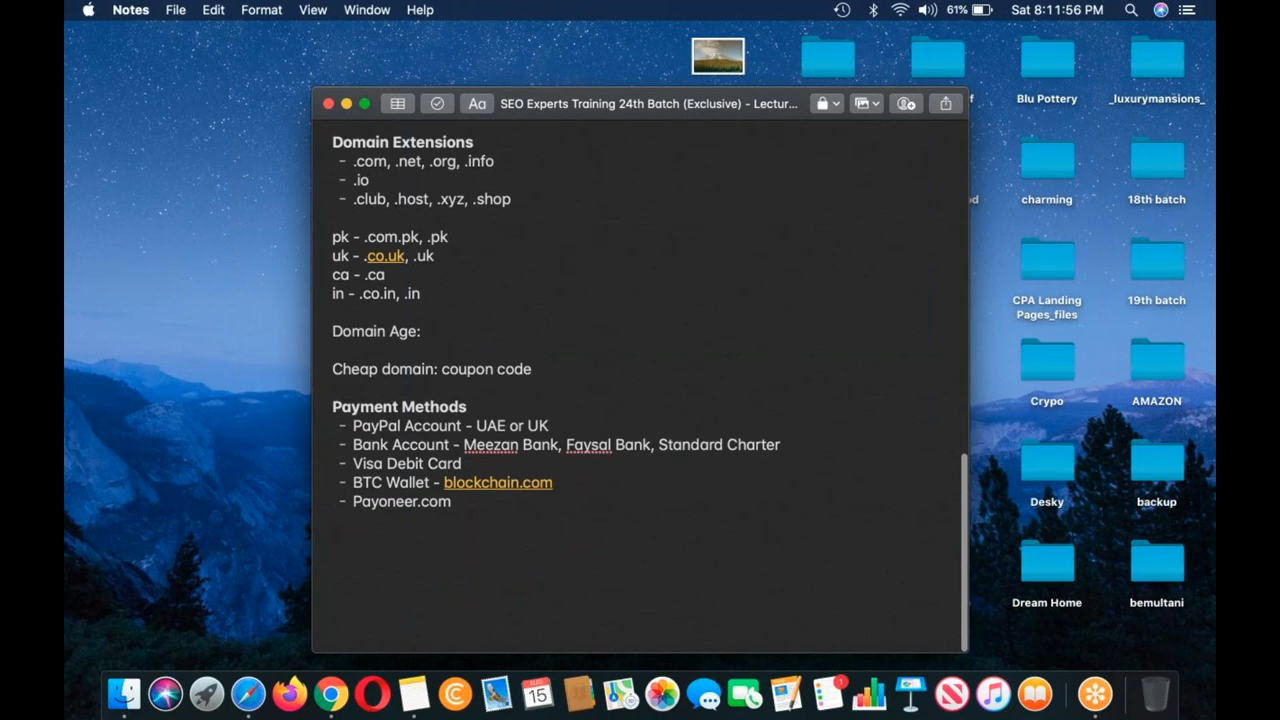 Notes File Edit Format View Window Help
61% Sat 8:11:56 PM
SEO Experts Training 24th Batch (Exclusive) - Lectur...
Domain Extensions
- .com, .net, .org, .info
- .io
- .club, .host, .xyz, .shop
pk - .com.pk, .pk
uk - .co.uk, .uk
ca - .ca
in - .co.in, .in
Domain Age:
Cheap domain: coupon code
Payment Methods
- PayPal Account - UAE or UK
- Bank Account - Meezan Bank, Faysal Bank, Standard Charter
- Visa Debit Card
- BTC Wallet - blockchain.com
- Payoneer.com
Blu Pottery
_luxurymansions_
charming
18th batch
CPA Landing
Pages_files
19th batch
Crypo
AMAZON
Desky
backup
Dream Home
bemultani
AUG
15
1